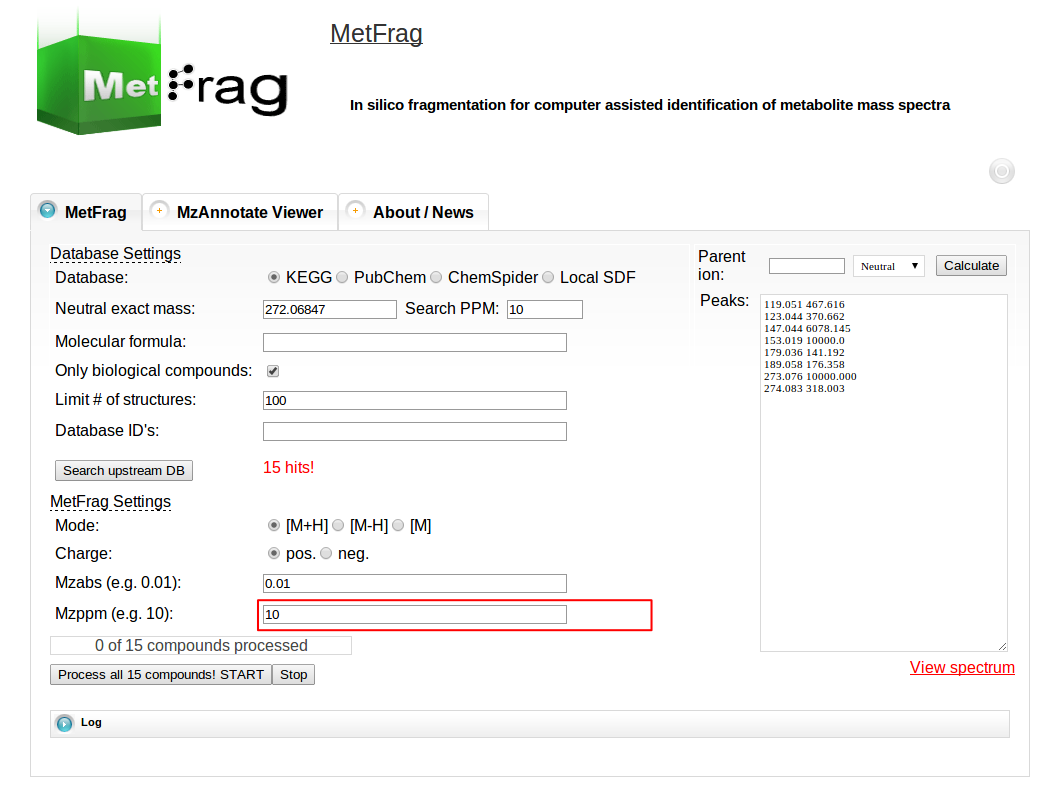 MetFrag
MetFrag
In silico fragmentation for computer assisted identification of metabolite mass spectra
MetFrag
MzAnnotate Viewer
About / News
Database Settings
Database: KEGG PubChem ChemSpider Local SDF
Neutral exact mass: 272.06847 Search PPM: 10
Molecular formula:
Only biological compounds:
Limit # of structures: 100
Database ID's:
Search upstream DB 15 hits!
MetFrag Settings
Mode: [M+H] [M-H] [M]
Charge: pos. neg.
Mzabs (e.g. 0.01): 0.01
Mzppm (e.g. 10): 10
0 of 15 compounds processed
Process all 15 compounds! START Stop
Parent
ion: Neutral Calculate
Peaks:
119.051 467.616
123.044 370.662
147.044 6078.145
153.019 10000.0
179.036 141.192
189.058 176.358
273.076 10000.000
274.083 318.003
View spectrum
Log